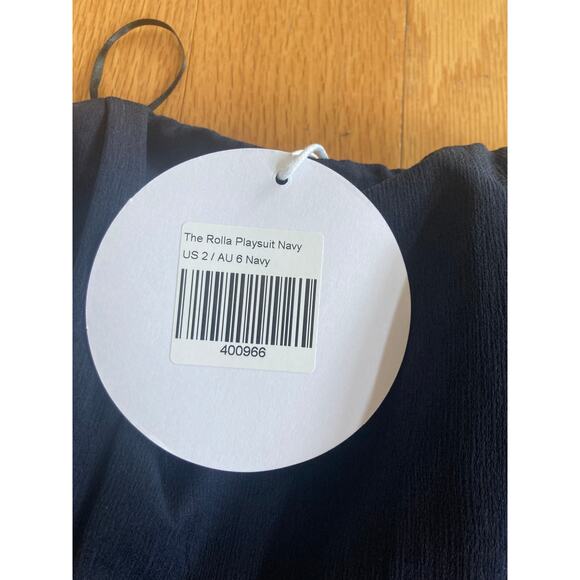 The Rolla Playsuit Navy
US 2 / AU 6 Navy
400966